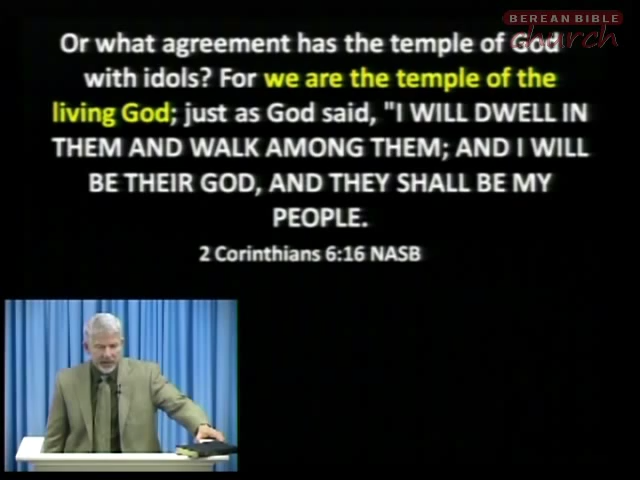 BEREAN BIBLE
church
Or what agreement has the temple of God
with idols? For we are the temple of the
living God; just as God said, "I WILL DWELL IN
THEM AND WALK AMONG THEM; AND I WILL
BE THEIR GOD, AND THEY SHALL BE MY
PEOPLE.
2 Corinthians 6:16 NASB